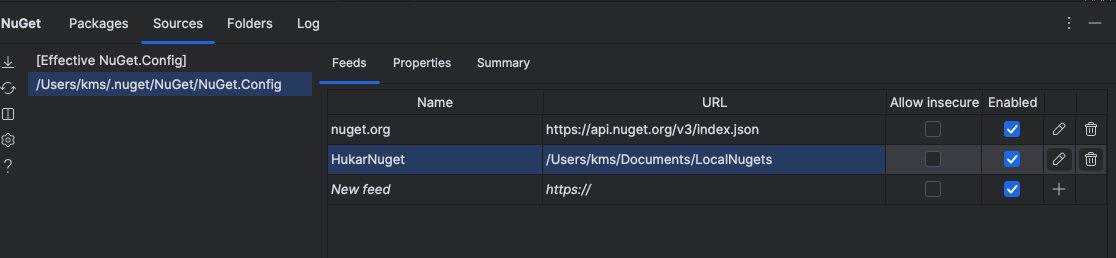 NuGet Packages Sources Folders Log
[Effective NuGet.Config]
/Users/kms/.nuget/NuGet/NuGet.Config
Feeds Properties Summary
Name URL Allow insecure Enabled
nuget.org https://api.nuget.org/v3/index.json
HukarNuget /Users/kms/Documents/LocalNugets
New feed https://